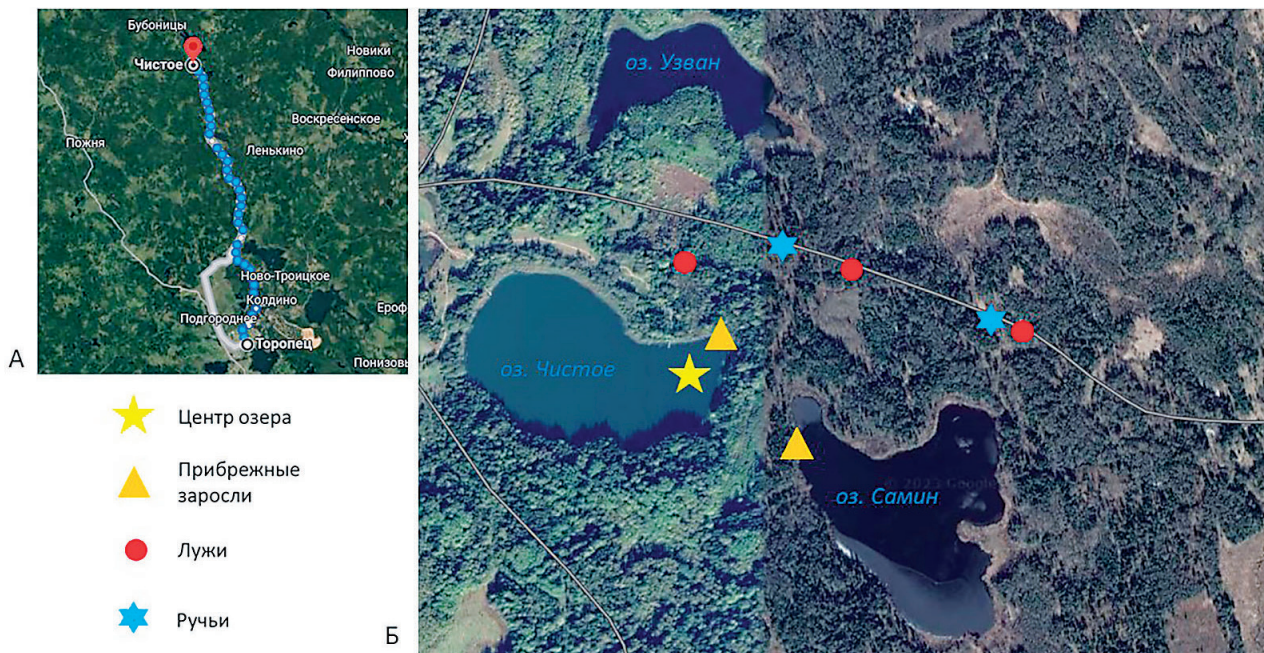 Бубоницы
Чистое
Новики
Филиппово
Воскресенское
Пожня
Ленькино
Ново-Троицкое
Колдино
Подгороднее
Ероф
Торопец
Понизовь
А
Центр озера
Прибрежные
заросли
Лужи
Ручьи
Б
оз. Узван
оз. Чистое
оз. Самин
© 2023 Google